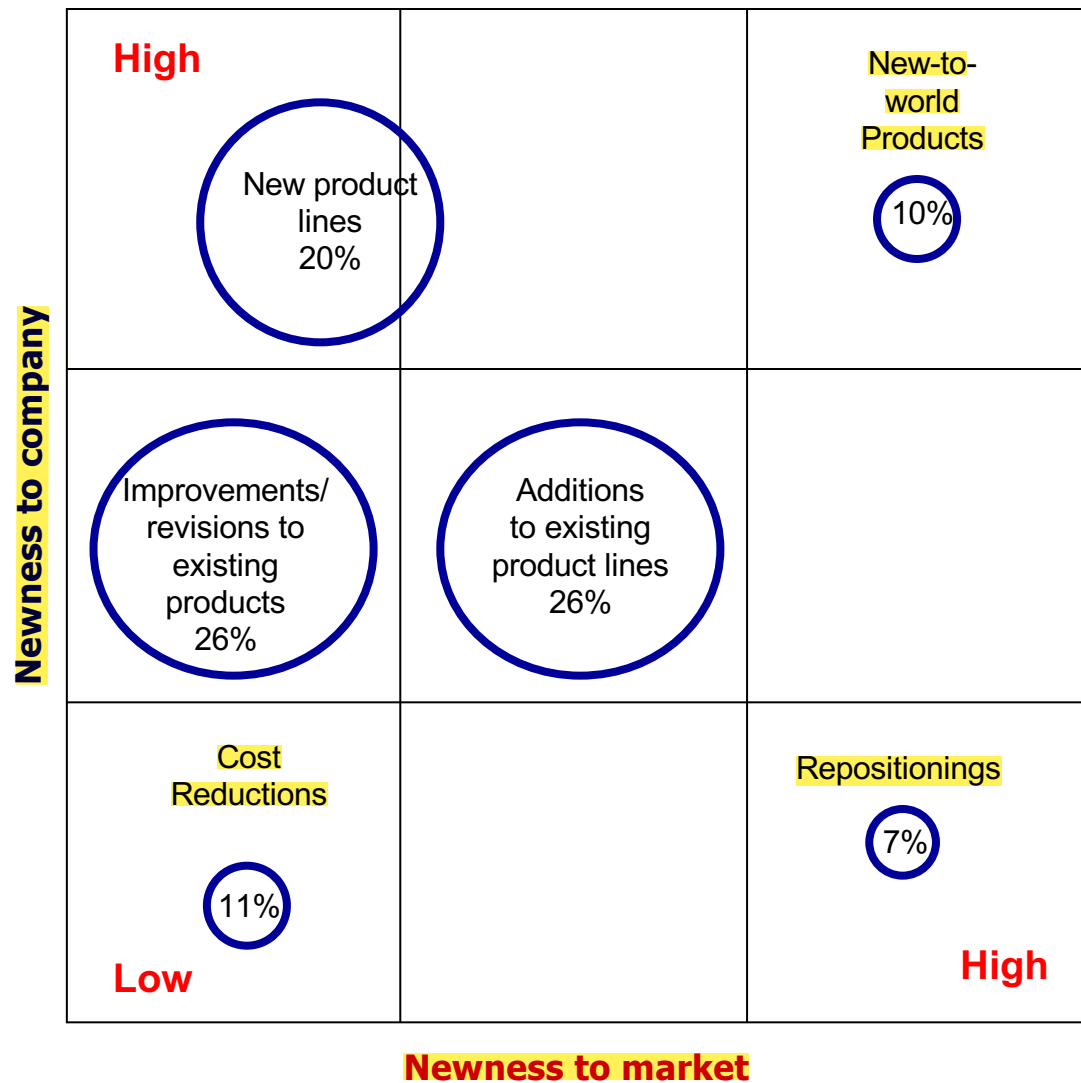 High
New-to-
world
Products
10%
New product
lines
20%
Newness to company
Improvements/
revisions to
existing
products
26%
Additions
to existing
product lines
26%
Cost
Reductions
11%
Repositionings
7%
Low
High
Newness to market